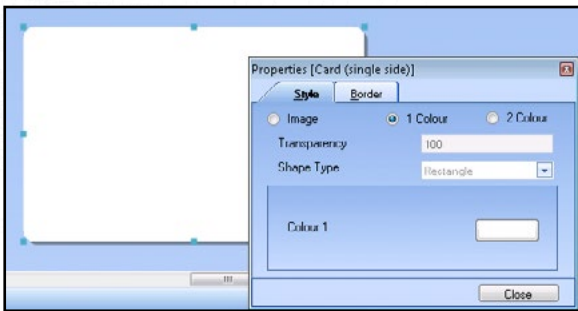 Properties [Card (single side)]
Style Border
Image 1 Colour 2 Colour
Transparency 100
Shape Type Rectangle
Colour 1
Close